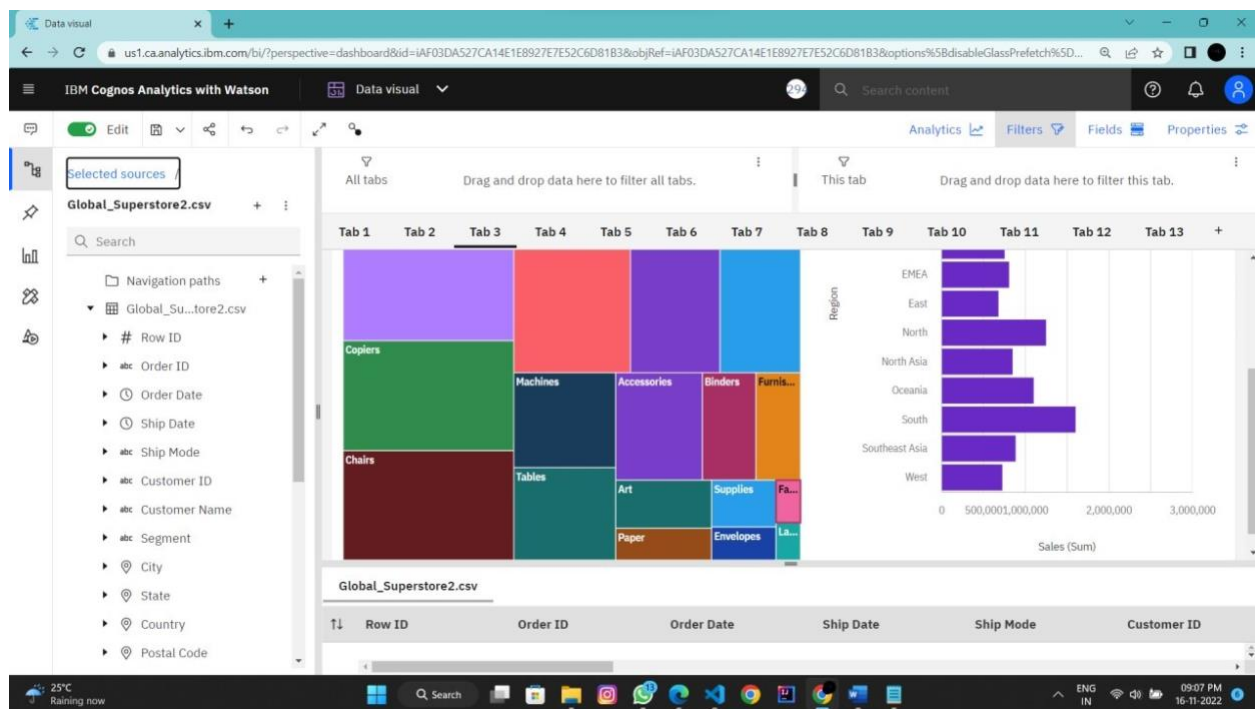 Data visual
us1.ca.analytics.ibm.com/bi/?perspective=dashboard&id=iAF03DA527CA14E1E8927E7E52C6D81B3&objRef=iAF03DA527CA14E1E8927E7E52C6D81B3&options%5BdisableGlassPrefetch%5D...
IBM Cognos Analytics with Watson
Data visual
294
Search content
Edit
Analytics
Filters
Fields
Properties
Selected sources /
Global_Superstore2.csv
Search
Navigation paths
Global_Su...tore2.csv
# Row ID
abc Order ID
Order Date
Ship Date
abc Ship Mode
abc Customer ID
abc Customer Name
abc Segment
City
State
Country
Postal Code
All tabs
Drag and drop data here to filter all tabs.
This tab
Drag and drop data here to filter this tab.
Tab 1 Tab 2 Tab 3 Tab 4 Tab 5 Tab 6 Tab 7 Tab 8 Tab 9 Tab 10 Tab 11 Tab 12 Tab 13 +
Copiers
Machines
Accessories
Binders
Furnis...
Chairs
Tables
Art
Supplies
Fa...
Paper
Envelopes
La...
Region
EMEA
East
North
North Asia
Oceania
South
Southeast Asia
West
0 500,000 1,000,000 2,000,000 3,000,000
Sales (Sum)
Global_Superstore2.csv
Row ID Order ID Order Date Ship Date Ship Mode Customer ID
25°C
Raining now
Search
13
ENG
IN
09:07 PM
16-11-2022